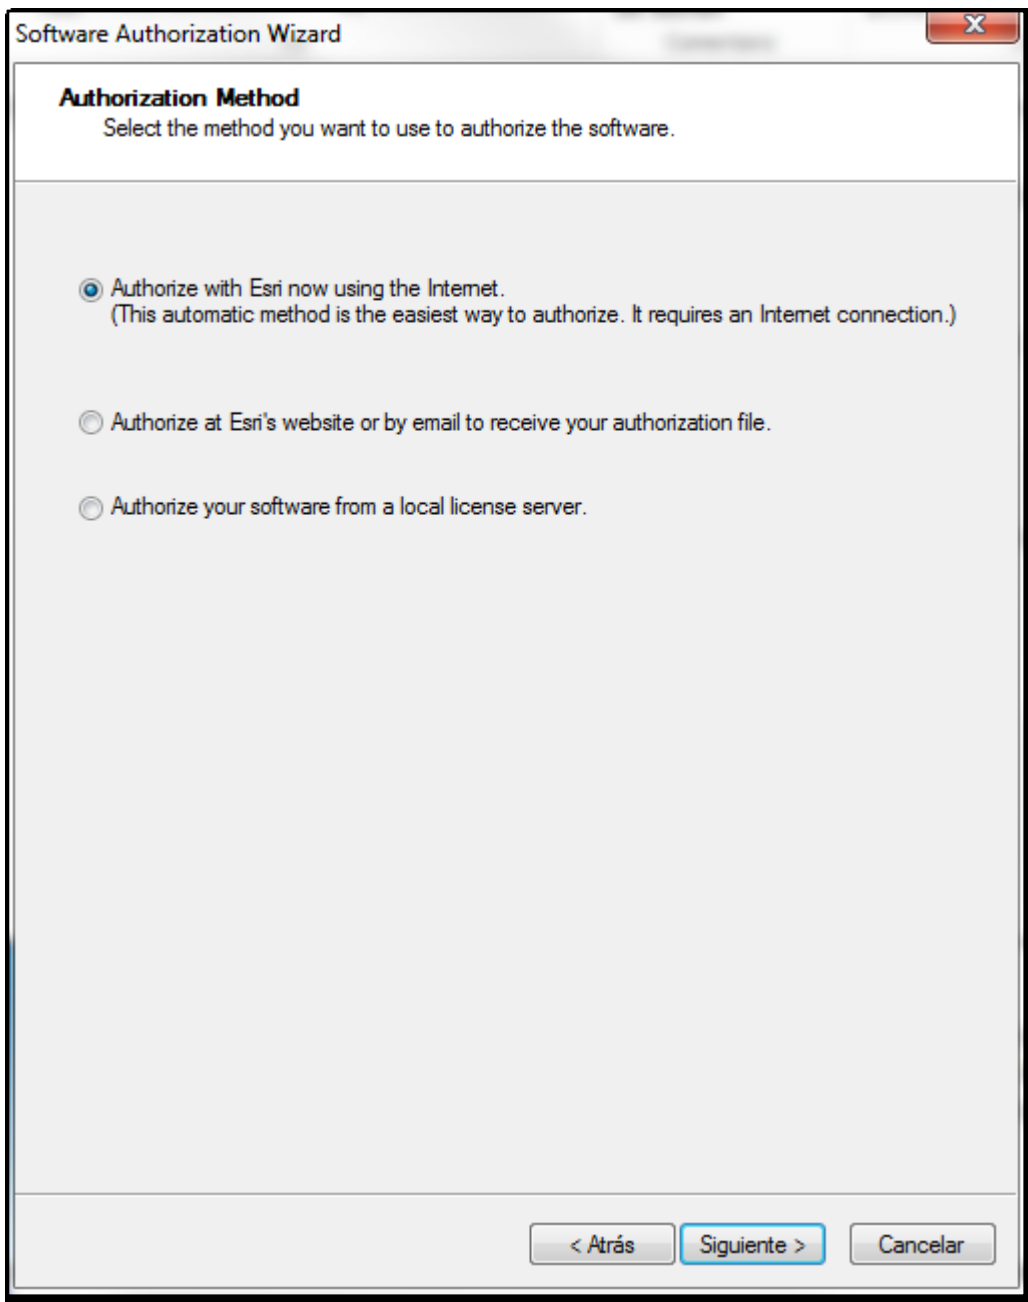 Software Authorization Wizard
Authorization Method
Select the method you want to use to authorize the software.
Authorize with Esri now using the Internet.
(This automatic method is the easiest way to authorize. It requires an Internet connection.)
Authorize at Esri's website or by email to receive your authorization file.
Authorize your software from a local license server.
< Atrás
Siguiente >
Cancelar